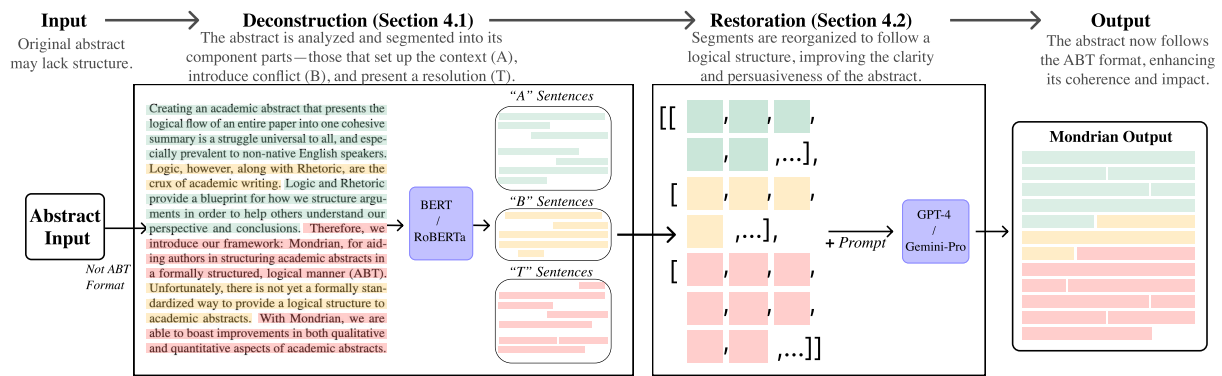 Input
Original abstract
may lack structure.
Deconstruction (Section 4.1)
The abstract is analyzed and segmented into its
component parts—those that set up the context (A),
introduce conflict (B), and present a resolution (T).
Restoration (Section 4.2)
Segments are reorganized to follow a
logical structure, improving the clarity
and persuasiveness of the abstract.
Output
The abstract now follows
the ABT format, enhancing
its coherence and impact.
Abstract
Input
Not ABT
Format
Creating an academic abstract that presents the
logical flow of an entire paper into one cohesive
summary is a struggle universal to all, and espe-
cially prevalent to non-native English speakers.
Logic, however, along with Rhetoric, are the
crux of academic writing. Logic and Rhetoric
provide a blueprint for how we structure argu-
ments in order to help others understand our
perspective and conclusions. Therefore, we
introduce our framework: Mondrian, for aid-
ing authors in structuring academic abstracts in
a formally structured, logical manner (ABT).
Unfortunately, there is not yet a formally stan-
dardized way to provide a logical structure to
academic abstracts. With Mondrian, we are
able to boast improvements in both qualitative
and quantitative aspects of academic abstracts.
BERT
/
RoBERTa
"A" Sentences
"B" Sentences
"T" Sentences
[[ , , ,
, ,...],
[ , , ,
,...],
[ , , ,
, , ,
, ,...]]
+ Prompt
GPT-4
/
Gemini-Pro
Mondrian Output